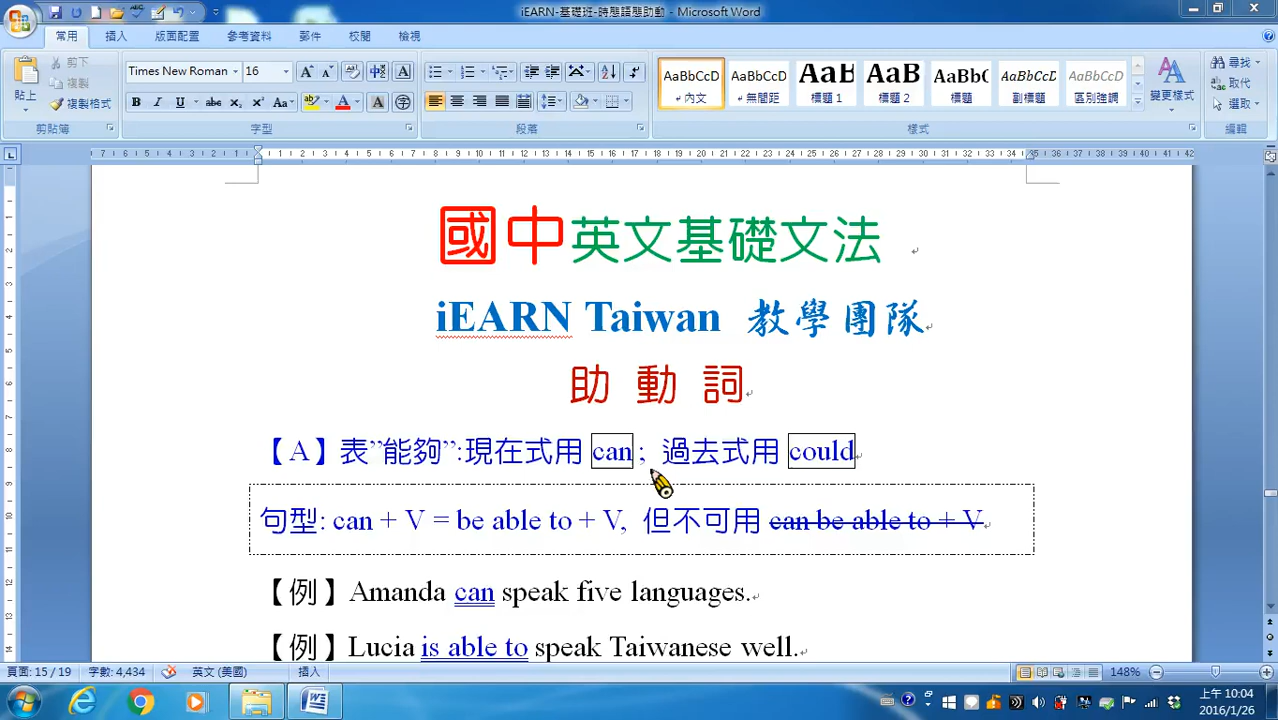 iEARN-基礎班-時態語態助動 - Microsoft Word
常用 插入 版面配置 參考資料 郵件 校閱 檢視
貼上 剪下 複製 複製格式 剪貼簿
Times New Roman 16
B I U abe x₂ x² Aa A A A
字型
段落
AaBbCcD AaBbCcD AaB AaB AaBb( AaBbCcD AaBbCcD
內文 無間距 標題 1 標題 2 標題 副標題 區別強調
變更樣式
樣式
尋找 取代 選取 編輯
國中英文基礎文法
iEARN Taiwan 教學團隊
助 動 詞
【A】表”能夠”:現在式用 can ; 過去式用 could
句型: can + V = be able to + V, 但不可用 can be able to + V
【例】Amanda can speak five languages.
【例】Lucia is able to speak Taiwanese well.
頁面: 15 / 19 字數: 4,434 英文 (美國) 插入 148%
上午 10:04
2016/1/26